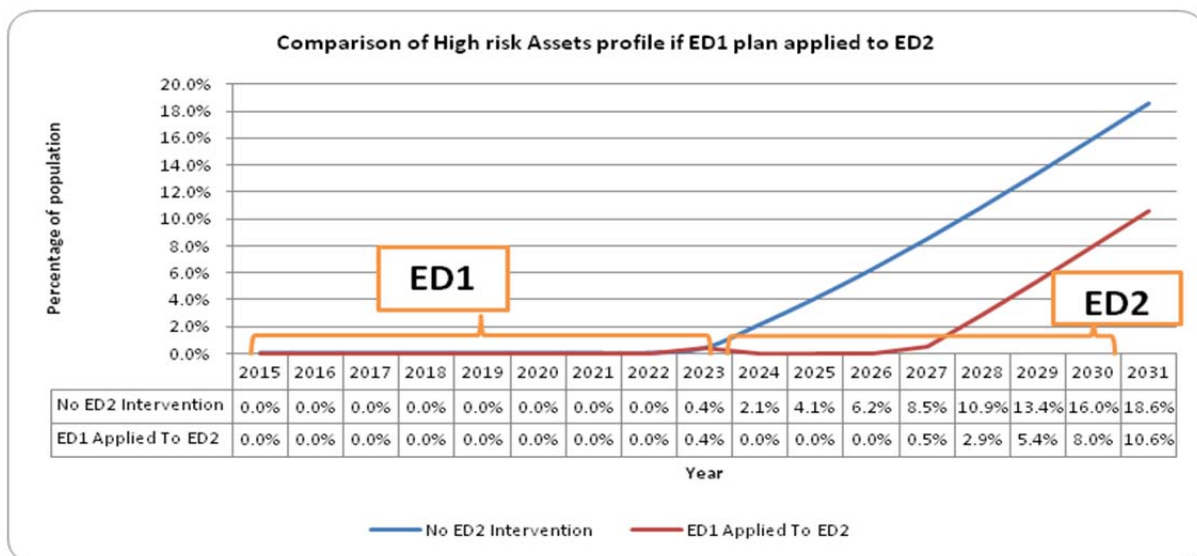 Comparison of High risk Assets profile if ED1 plan applied to ED2
Percentage of population
20.0%
18.0%
16.0%
14.0%
12.0%
10.0%
8.0%
6.0%
4.0%
2.0%
0.0%
ED1
ED2
2015 2016 2017 2018 2019 2020 2021 2022 2023 2024 2025 2026 2027 2028 2029 2030 2031
No ED2 Intervention 0.0% 0.0% 0.0% 0.0% 0.0% 0.0% 0.0% 0.0% 0.4% 2.1% 4.1% 6.2% 8.5% 10.9% 13.4% 16.0% 18.6%
ED1 Applied To ED2 0.0% 0.0% 0.0% 0.0% 0.0% 0.0% 0.0% 0.0% 0.4% 0.0% 0.0% 0.0% 0.5% 2.9% 5.4% 8.0% 10.6%
Year
No ED2 Intervention ED1 Applied To ED2